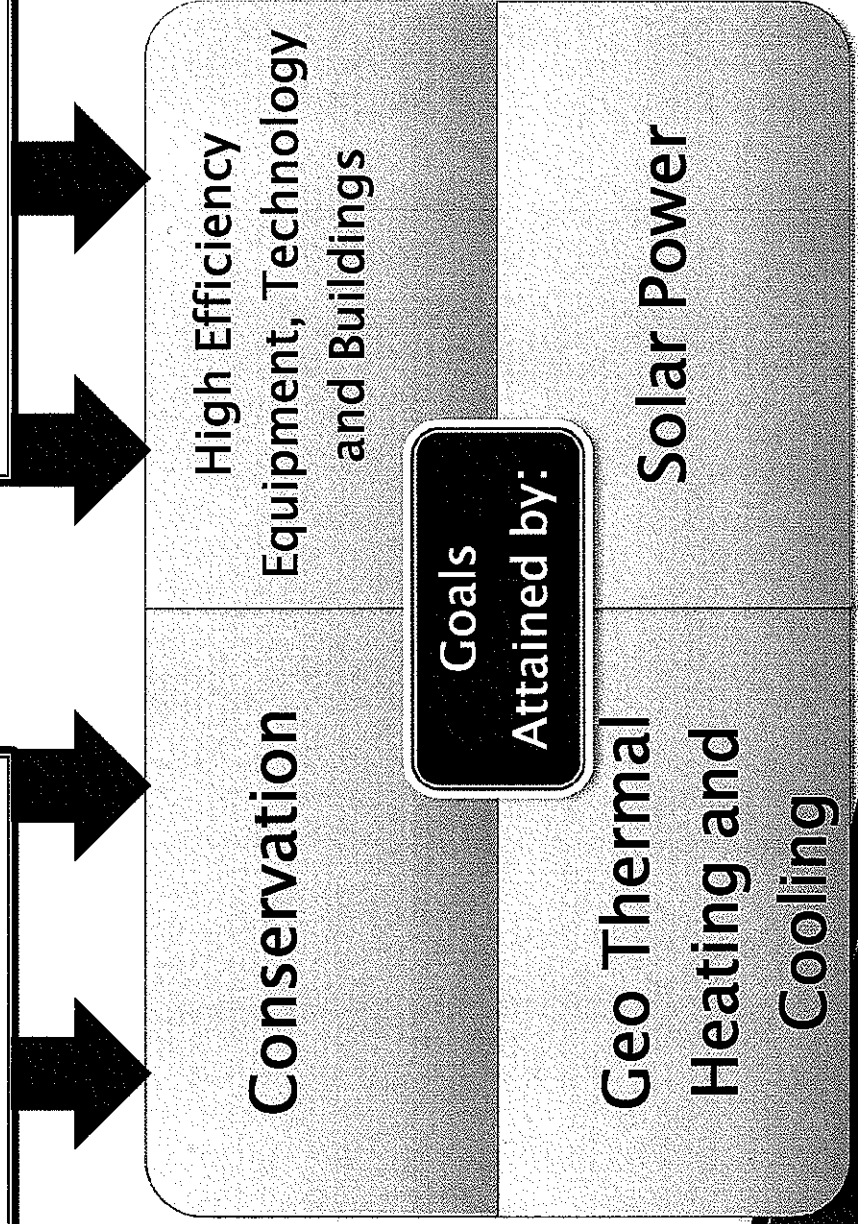 Conservation
High Efficiency
Equipment, Technology
and Buildings
Goals
Attained by:
Geo Thermal
Heating and
Cooling
Solar Power